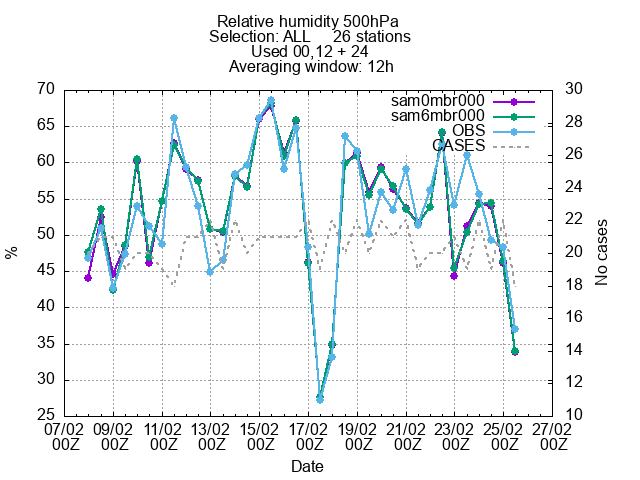 Relative humidity 500hPa
Selection: ALL 26 stations
Used 00,12 + 24
Averaging window: 12h
70 30
sam0mbr000
65 28
sam6mbr000
OBS
60 26
CASES
55 24
50 22
% No cases
45 20
40 18
35 16
30 14
12
25 10
07/02 09/02 11/02 13/02 15/02 17/02 19/02 21/02 23/02 25/02 27/02
00Z 00Z 00Z 00Z 00Z 00Z 00Z 00Z 00Z 00Z 00Z
Date